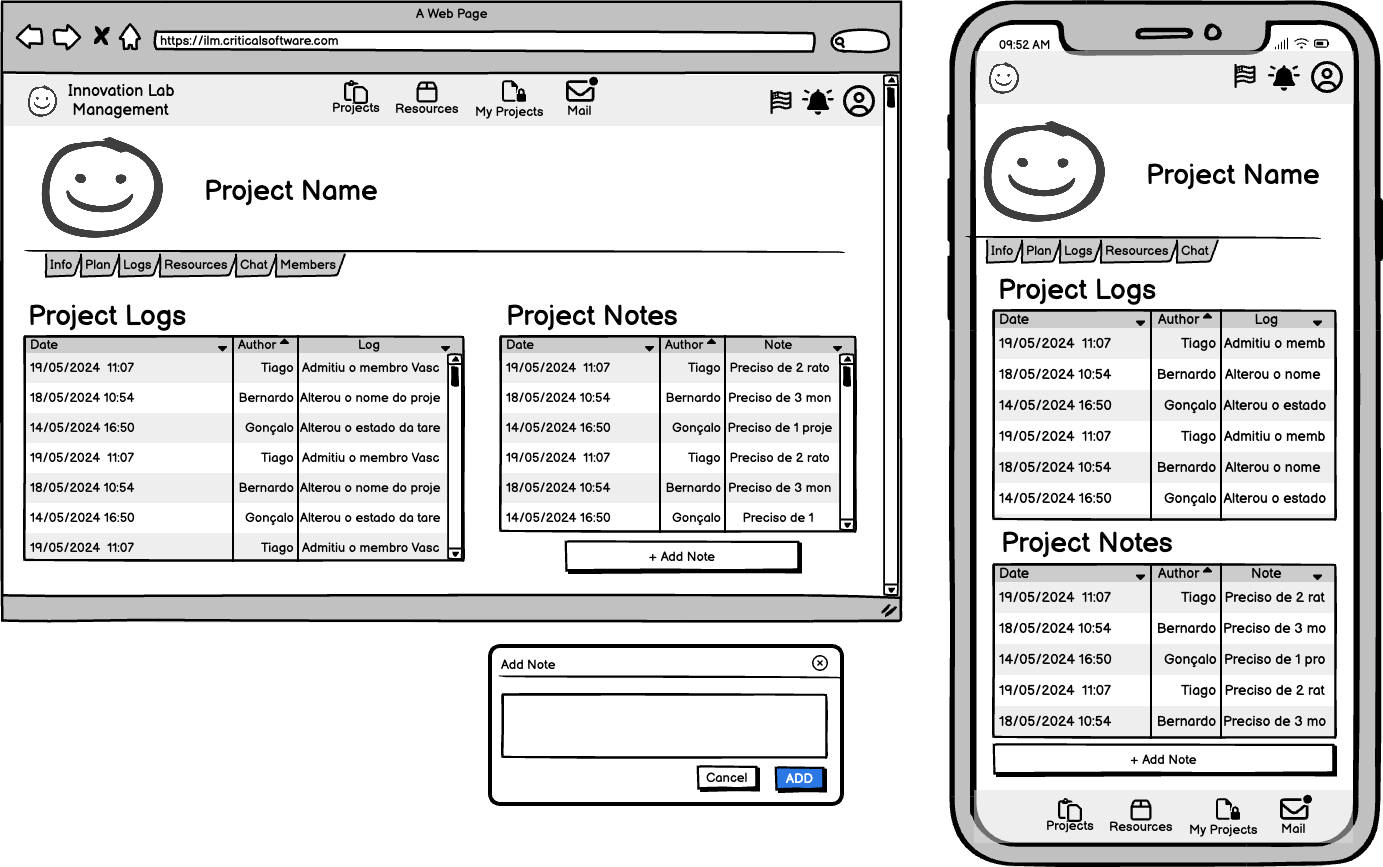 A Web Page
https://ilm.criticalsoftware.com
Innovation Lab
Management
Projects
Resources
My Projects
Mail
Project Name
Info
Plan
Logs
Resources
Chat
Members
Project Logs
Date Author Log
19/05/2024 11:07 Tiago Admitiu o membro Vasc
18/05/2024 10:54 Bernardo Alterou o nome do proje
14/05/2024 16:50 Gonçalo Alterou o estado da tare
19/05/2024 11:07 Tiago Admitiu o membro Vasc
18/05/2024 10:54 Bernardo Alterou o nome do proje
14/05/2024 16:50 Gonçalo Alterou o estado da tare
19/05/2024 11:07 Tiago Admitiu o membro Vasc
Project Notes
Date Author Note
19/05/2024 11:07 Tiago Preciso de 2 rato
18/05/2024 10:54 Bernardo Preciso de 3 mon
14/05/2024 16:50 Gonçalo Preciso de 1 proje
19/05/2024 11:07 Tiago Preciso de 2 rato
18/05/2024 10:54 Bernardo Preciso de 3 mon
14/05/2024 16:50 Gonçalo Preciso de 1
+ Add Note
Add Note
Cancel
ADD
09:52 AM
Project Name
Info
Plan
Logs
Resources
Chat
Project Logs
Date Author Log
19/05/2024 11:07 Tiago Admitiu o memb
18/05/2024 10:54 Bernardo Alterou o nome
14/05/2024 16:50 Gonçalo Alterou o estado
19/05/2024 11:07 Tiago Admitiu o memb
18/05/2024 10:54 Bernardo Alterou o nome
14/05/2024 16:50 Gonçalo Alterou o estado
Project Notes
Date Author Note
19/05/2024 11:07 Tiago Preciso de 2 rat
18/05/2024 10:54 Bernardo Preciso de 3 mo
14/05/2024 16:50 Gonçalo Preciso de 1 pro
19/05/2024 11:07 Tiago Preciso de 2 rat
18/05/2024 10:54 Bernardo Preciso de 3 mo
+ Add Note
Projects
Resources
My Projects
Mail